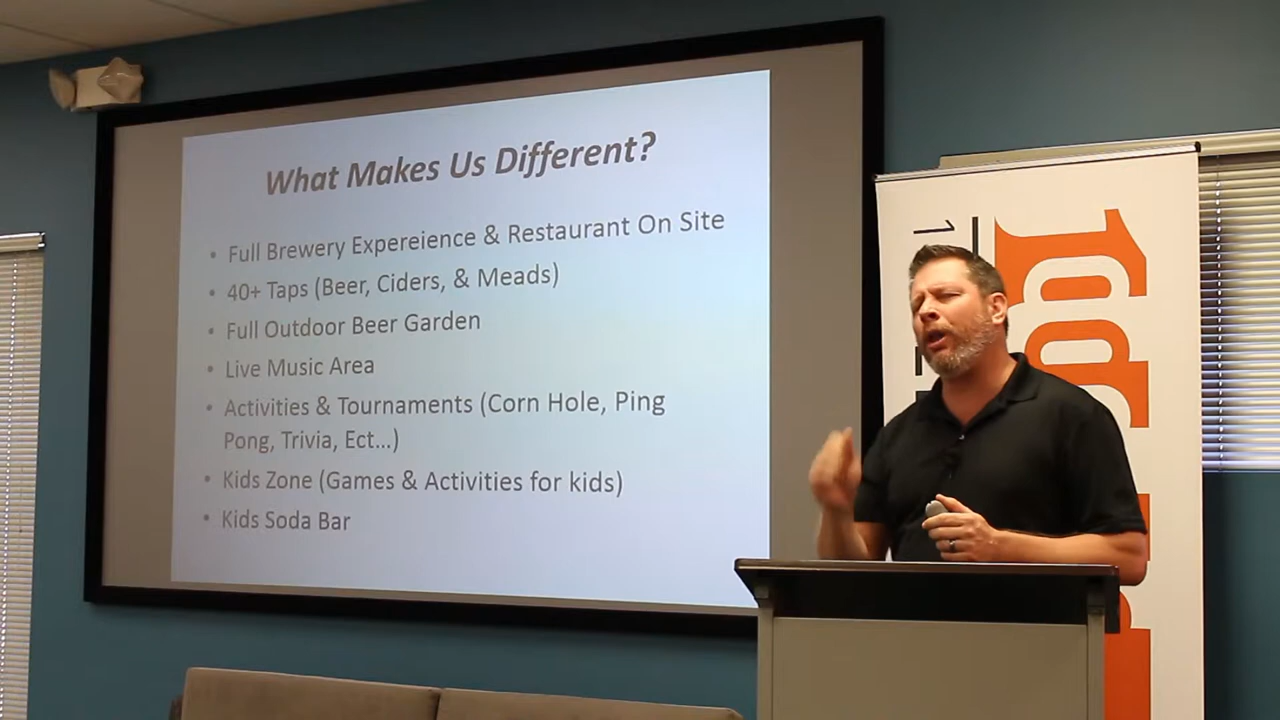 What Makes Us Different?
• Full Brewery Expereience & Restaurant On Site
• 40+ Taps (Beer, Ciders, & Meads)
• Full Outdoor Beer Garden
• Live Music Area
• Activities & Tournaments (Corn Hole, Ping
Pong, Trivia, Ect...)
• Kids Zone (Games & Activities for kids)
• Kids Soda Bar